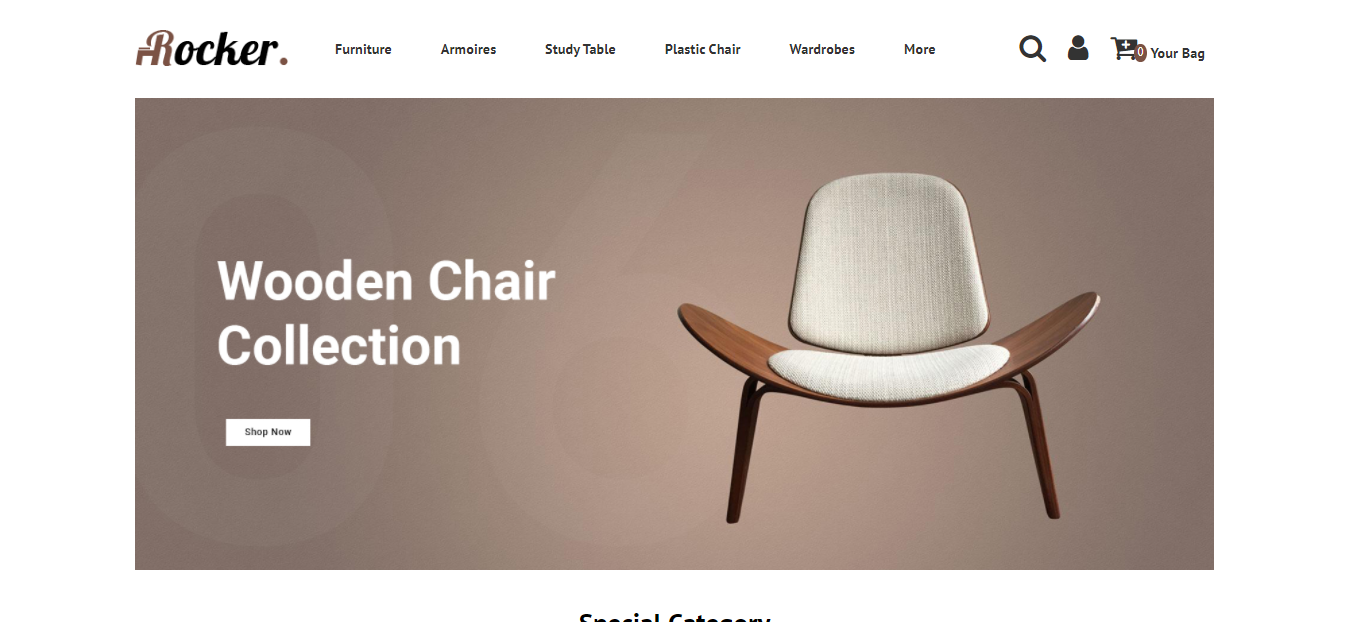 Rocker.
Furniture Armoires Study Table Plastic Chair Wardrobes More
0 Your Bag
06
Wooden Chair
Collection
Shop Now
Special Category